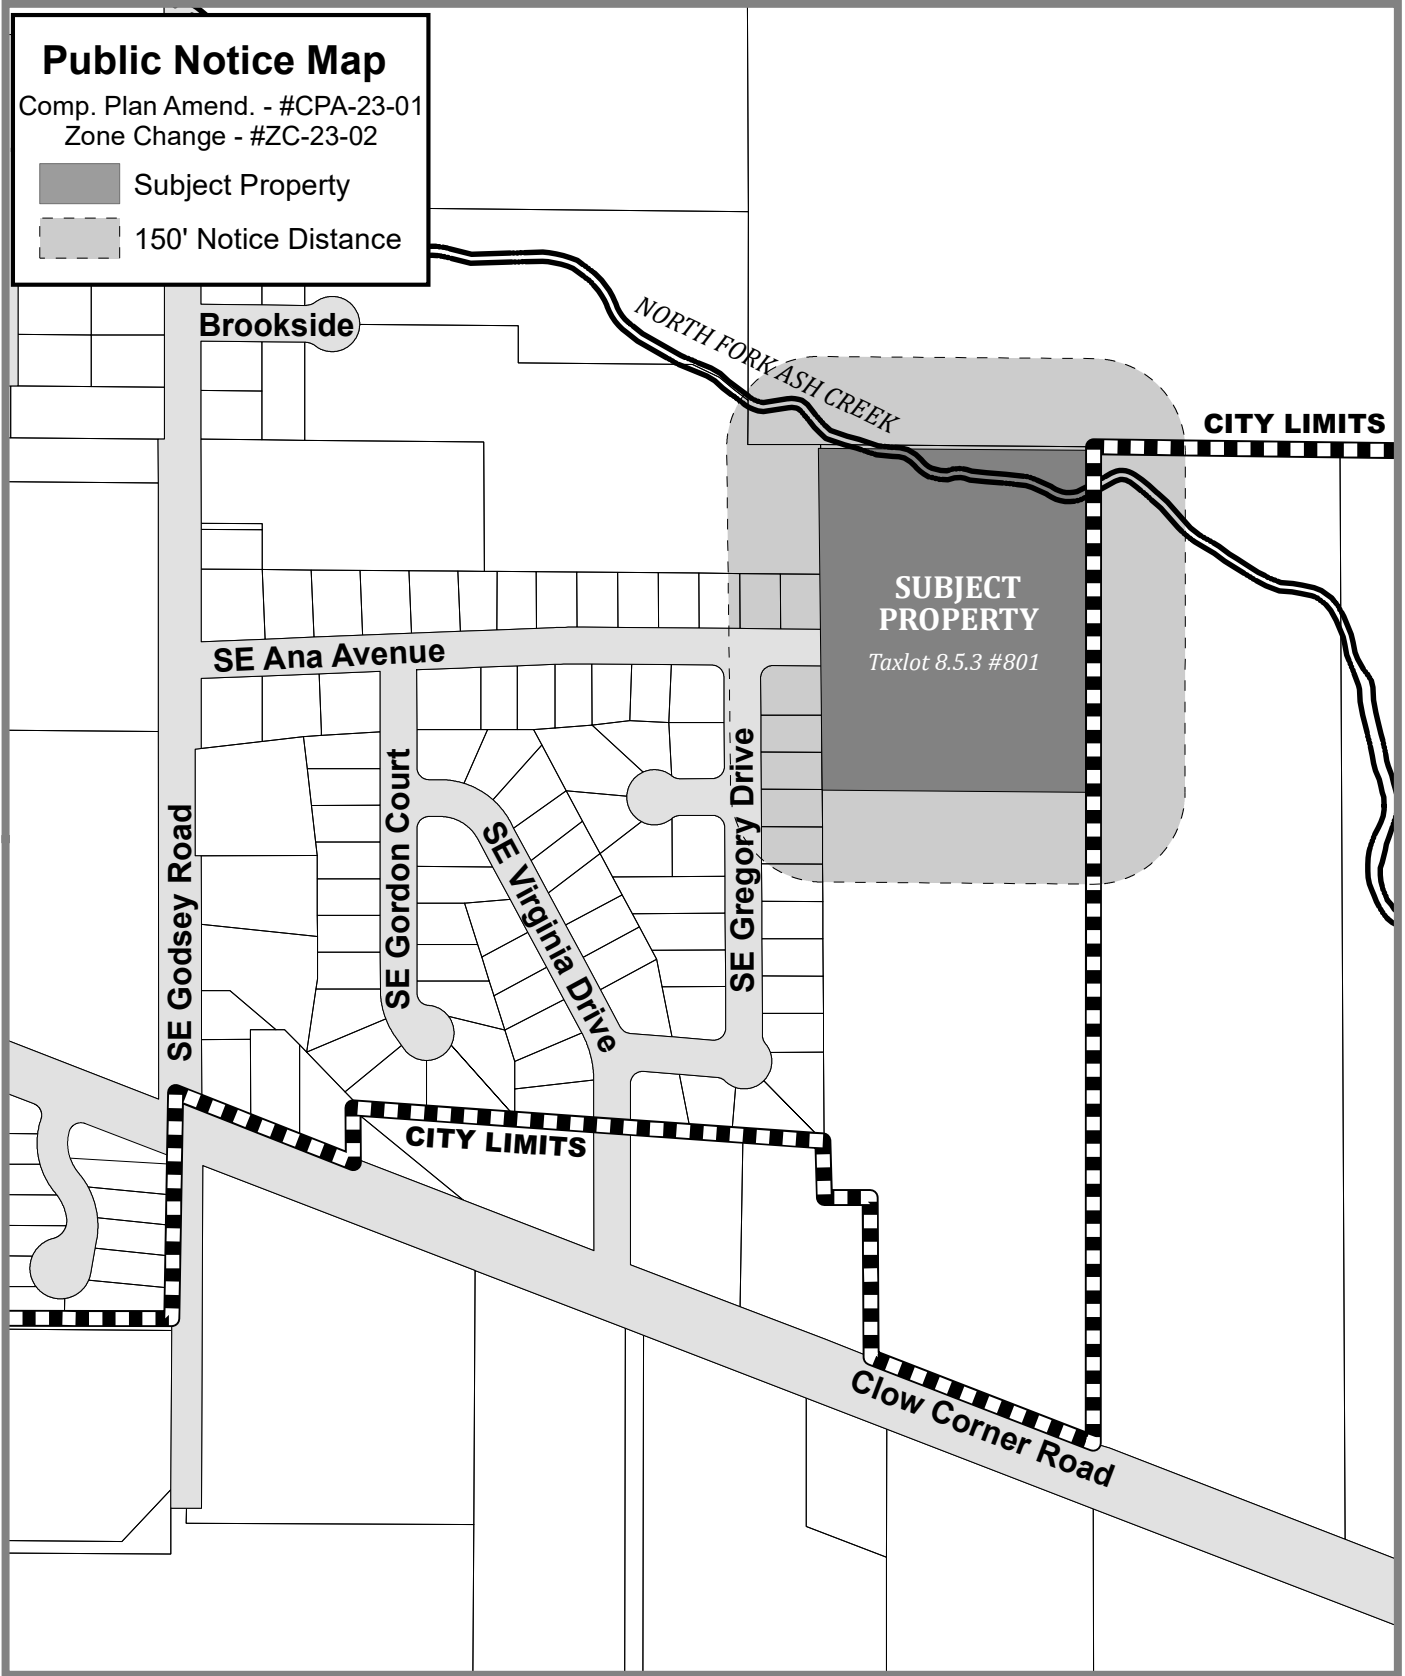 Public Notice Map
Comp. Plan Amend. - #CPA-23-01
Zone Change - #ZC-23-02
Subject Property
150' Notice Distance
Brookside
NORTH FORK ASH CREEK
CITY LIMITS
SUBJECT
PROPERTY
Taxlot 8.5.3 #801
SE Ana Avenue
SE Godsey Road
SE Gordon Court
SE Virginia Drive
SE Gregory Drive
CITY LIMITS
Clow Corner Road